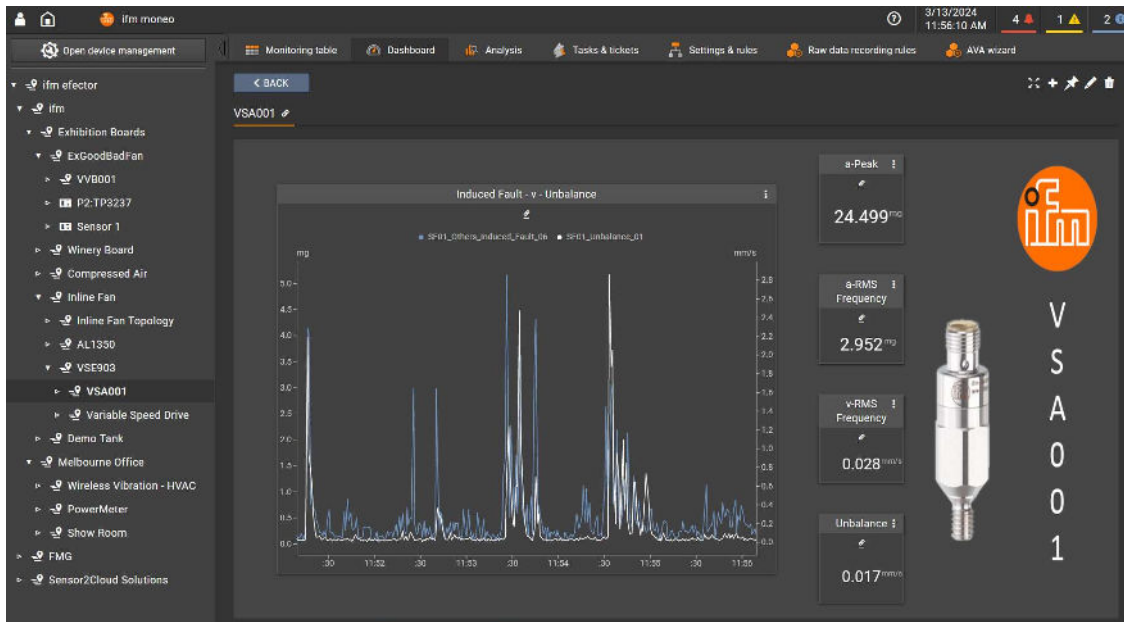 ifm moneo
3/13/2024
11:56:10 AM
4
1
2
Open device management
Monitoring table
Dashboard
Analysis
Tasks & tickets
Settings & rules
Raw data recording rules
AVA wizard
ifm efector
ifm
Exhibition Boards
ExGoodBadFan
VVB001
P2:TP3237
Sensor 1
Winery Board
Compressed Air
Inline Fan
Inline Fan Topology
AL1350
VSE903
VSA001
Variable Speed Drive
Demo Tank
Melbourne Office
Wireless Vibration - HVAC
PowerMeter
Show Room
FMG
Sensor2Cloud Solutions
< BACK
VSA001
Induced Fault - v - Unbalance
SF01_Others_Induced_Fault_06
SF01_Unbalance_01
mg
mm/s
5.0
4.5
4.0
3.5
3.0
2.5
2.0
1.5
1.0
0.5
0.0
2.8
2.6
2.4
2.2
2.0
1.8
1.6
1.4
1.2
1.0
0.8
0.6
0.4
0.2
0.0
:30
11:52
:30
11:53
:30
11:54
:30
11:55
:30
11:56
a-Peak
24.499 mg
a-RMS
Frequency
2.952 mg
v-RMS
Frequency
0.028 mm/s
Unbalance
0.017 mm/s
ifm
V
S
A
0
0
1